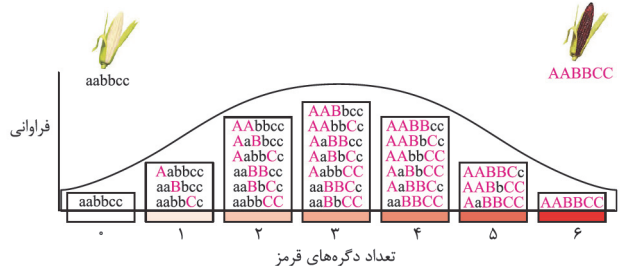 aabbcc
AABBCC
فراوانی
aabbcc
Aabbcc
aaBbcc
aabbCc
AAbbcc
AaBbcc
AabbCc
aaBBcc
aaBbCc
aabbCC
AABbcc
AAbbCc
AaBBcc
AaBbCc
AabbCC
aaBBCc
aaBbCC
AABBcc
AABbCc
AAbbCC
AaBbCC
AaBBCc
aaBBCC
AABBCc
AABbCC
AaBBCC
AABBCC
۰ ۱ ۲ ۳ ۴ ۵ ۶
تعداد دگره‌های قرمز